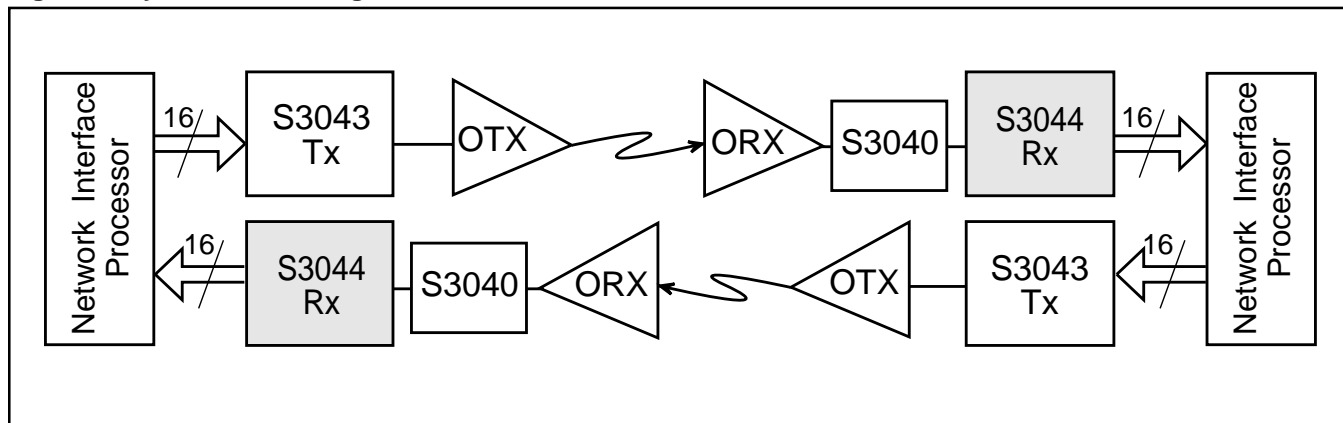 Network Interface
Processor
16
S3043
Tx
OTX
ORX
S3040
S3044
Rx
16
Network Interface
Processor
16
S3044
Rx
S3040
ORX
OTX
S3043
Tx
16